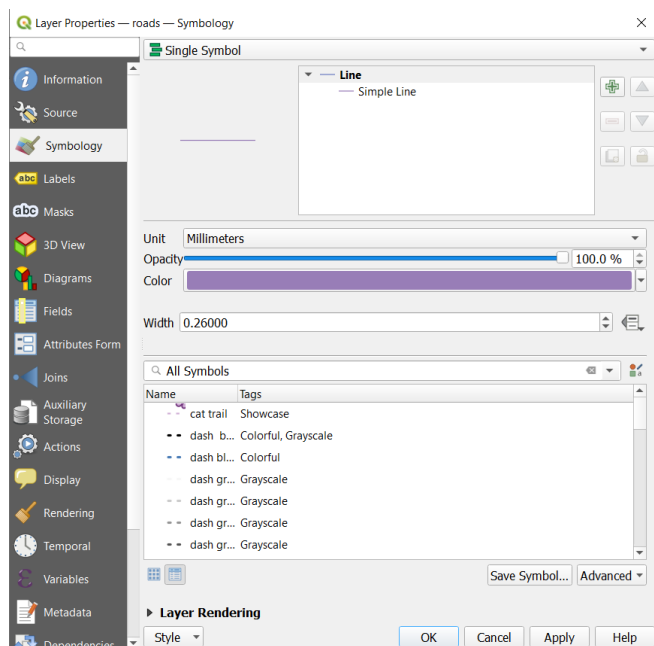 Layer Properties — roads — Symbology
Single Symbol
Information
Source
Symbology
abc Labels
abc Masks
3D View
Diagrams
Fields
Attributes Form
Joins
Auxiliary
Storage
Actions
Display
Rendering
Temporal
Variables
Metadata
Dependencies
Line
Simple Line
Unit Millimeters
Opacity 100.0 %
Color
Width 0.26000
All Symbols
Name Tags
cat trail Showcase
dash b... Colorful, Grayscale
dash bl... Colorful
dash gr... Grayscale
dash gr... Grayscale
dash gr... Grayscale
dash gr... Grayscale
Save Symbol... Advanced
Layer Rendering
Style OK Cancel Apply Help